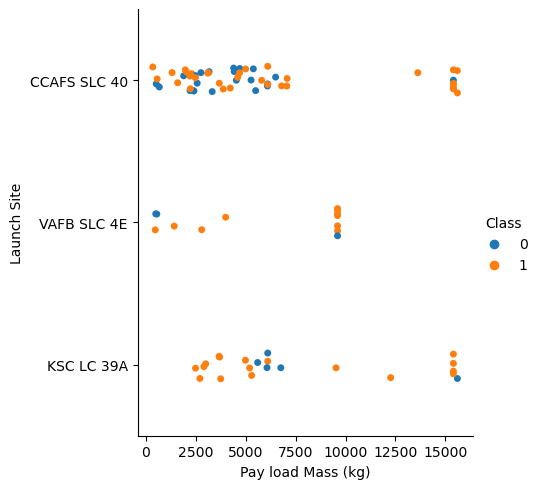 CCAFS SLC 40
VAFB SLC 4E
KSC LC 39A
Launch Site
0 2500 5000 7500 10000 12500 15000
Pay load Mass (kg)
Class
0
1